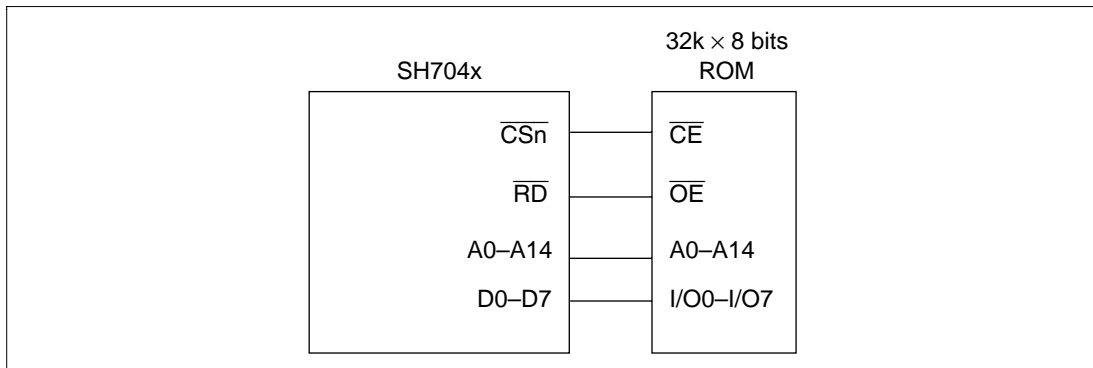 32k × 8 bits
SH704x ROM
CSn CE
RD OE
A0–A14 A0–A14
D0–D7 I/O0–I/O7